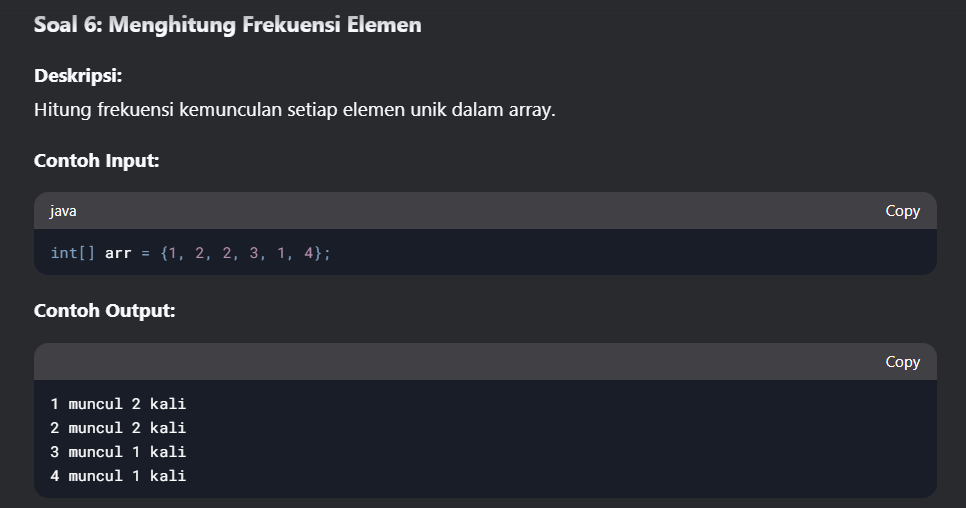 Soal 6: Menghitung Frekuensi Elemen
Deskripsi:
Hitung frekuensi kemunculan setiap elemen unik dalam array.
Contoh Input:
java Copy
int[] arr = {1, 2, 2, 3, 1, 4};
Contoh Output:
Copy
1 muncul 2 kali
2 muncul 2 kali
3 muncul 1 kali
4 muncul 1 kali